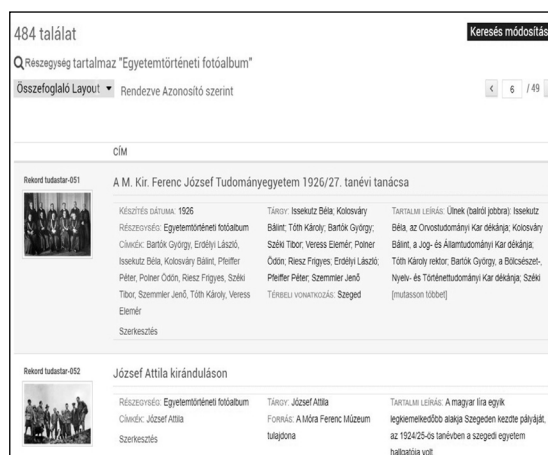 484 találat
Keresés módosítás
Részegység tartalmaz "Egyetemtörténeti fotóalbum"
Összefoglaló Layout Rendezve Azonosító szerint
< 6 / 49
CÍM
Rekord tudastar-051
A M. Kir. Ferenc József Tudományegyetem 1926/27. tanévi tanácsa
KÉSZÍTÉS DÁTUMA: 1926
RÉSZEGYSÉG: Egyetemtörténeti fotóalbum
CÍMKÉK: Bartók György, Erdélyi László,
Issekutz Béla, Kolosváry Bálint, Pfeiffer
Péter, Polner Ödön, Riesz Frigyes, Széki
Tibor, Szemmler Jenő, Tóth Károly, Veress
Elemér
Szerkesztés
TÁRGY: Issekutz Béla; Kolosváry
Bálint; Tóth Károly; Bartók György;
Széki Tibor; Veress Elemér; Polner
Ödön; Riesz Frigyes; Erdélyi László;
Pfeiffer Péter; Szemmler Jenő
TÉRBELI VONATKOZÁS: Szeged
TARTALMI LEÍRÁS: Ülnek (balról jobbra): Issekutz
Béla, az Orvostudományi Kar dékánja; Kolosváry
Bálint, a Jog- és Államtudományi Kar dékánja;
Tóth Károly rektor; Bartók György, a Bölcsészet-,
Nyelv- és Történettudományi Kar dékánja; Széki
[mutasson többet]
Rekord tudastar-052
József Attila kiránduláson
RÉSZEGYSÉG: Egyetemtörténeti fotóalbum
CÍMKÉK: József Attila
Szerkesztés
TÁRGY: József Attila
FORRÁS: A Móra Ferenc Múzeum
tulajdona
TARTALMI LEÍRÁS: A magyar líra egyik
legkiemelkedőbb alakja Szegeden kezdte pályáját,
az 1924/25-ös tanévben a szegedi egyetem
hallgatója volt